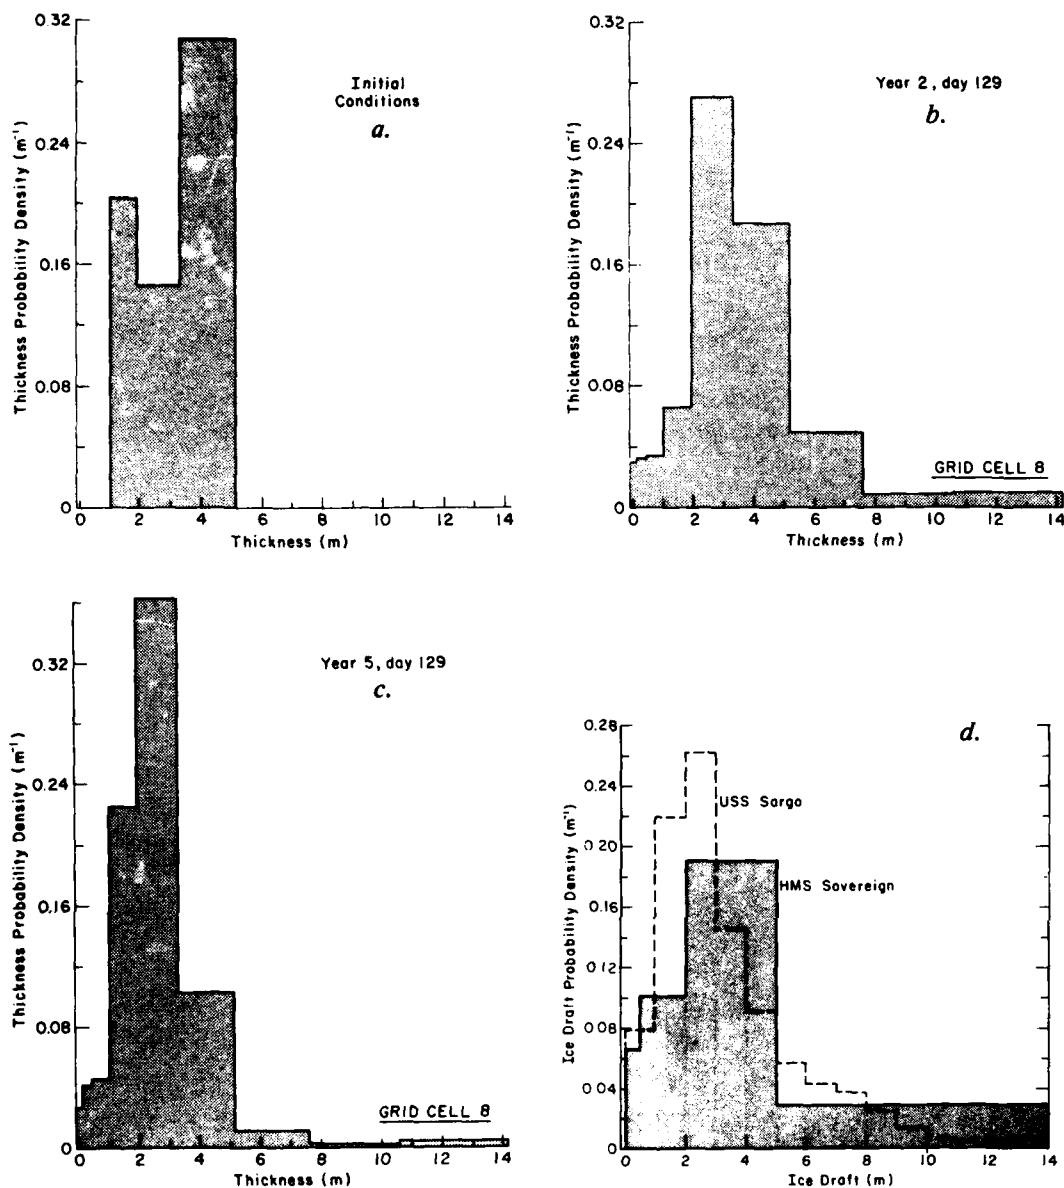 0.32
0.24
0.16
0.08
0
Thickness Probability Density (m⁻¹)
Initial
Conditions
a.
0 2 4 6 8 10 12 14
Thickness (m)
0.32
0.24
0.16
0.08
0
Thickness Probability Density (m⁻¹)
Year 2, day 129
b.
GRID CELL 8
0 2 4 6 8 10 12 14
Thickness (m)
0.32
0.24
0.16
0.08
0
Thickness Probability Density (m⁻¹)
Year 5, day 129
c.
GRID CELL 8
0 2 4 6 8 10 12 14
Thickness (m)
0.28
0.24
0.20
0.16
0.12
0.08
0.04
0
Ice Draft Probability Density (m⁻¹)
d.
USS Sargo
HMS Sovereign
0 2 4 6 8 10 12 14
Ice Draft (m)